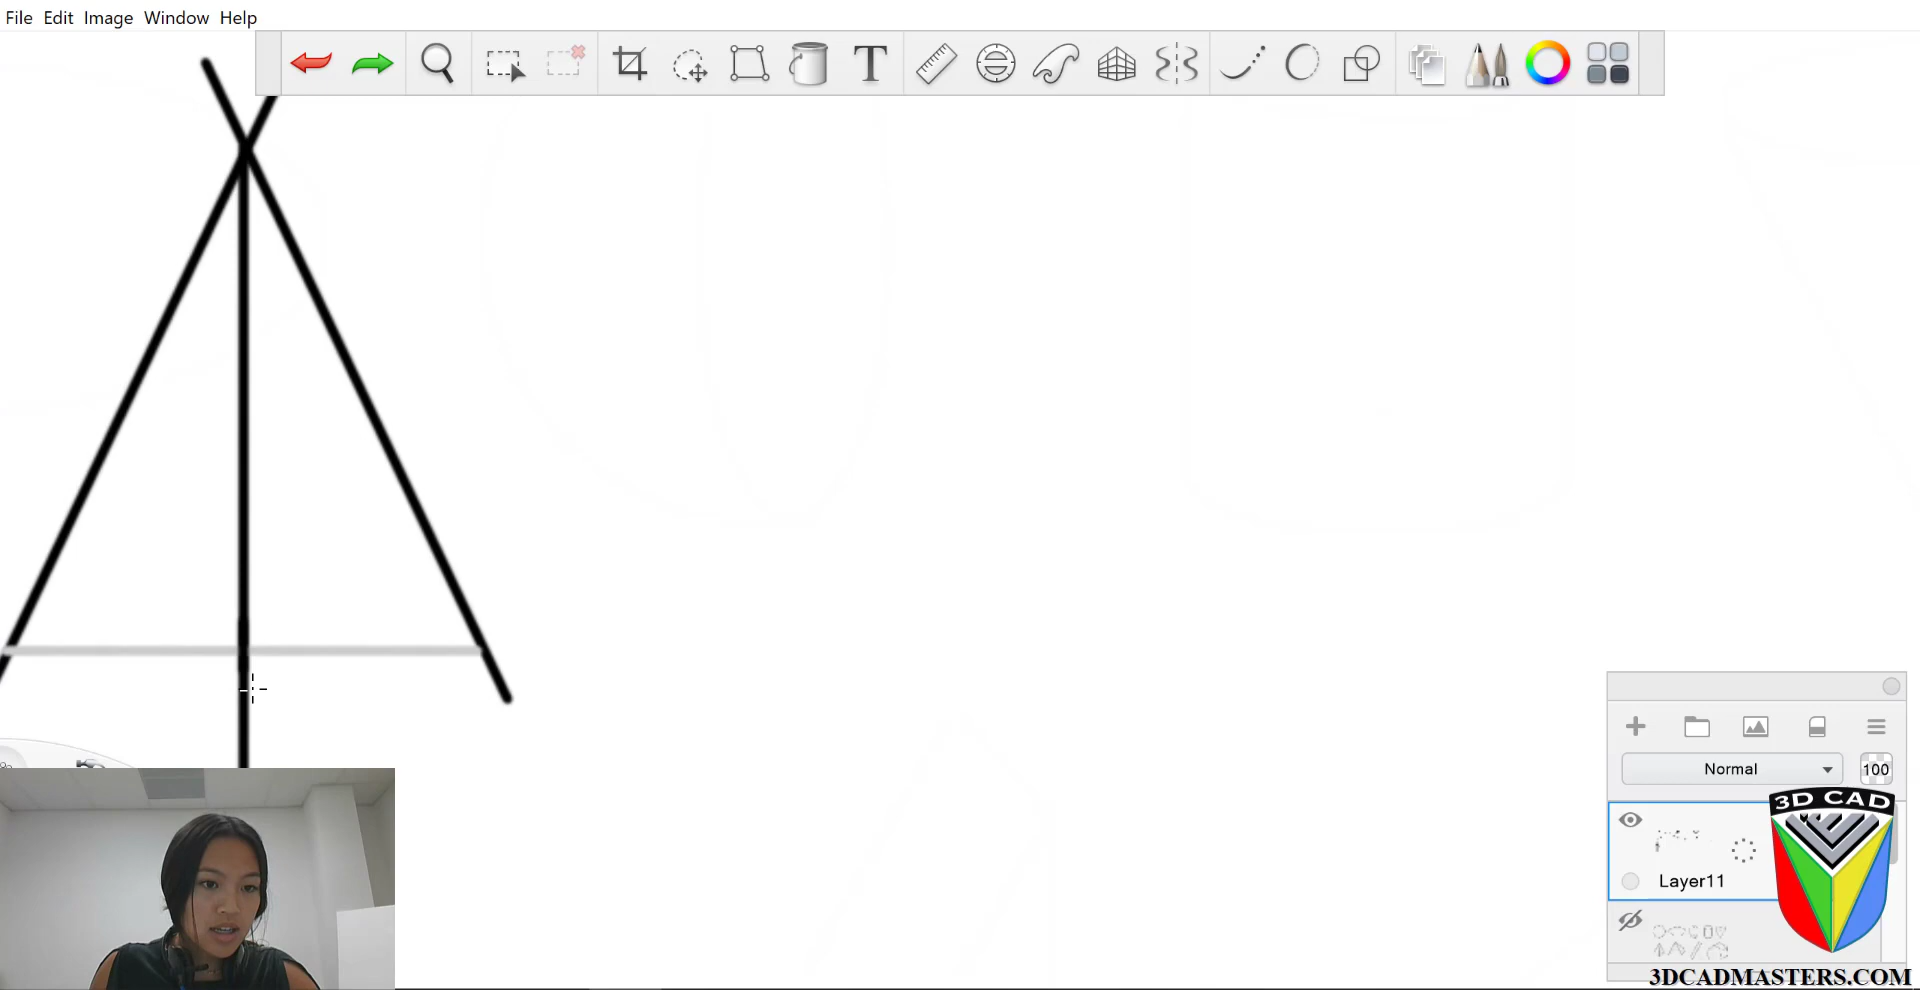 File Edit Image Window Help
T
Normal
100
Layer11
3D CAD
3DCADMASTERS.COM